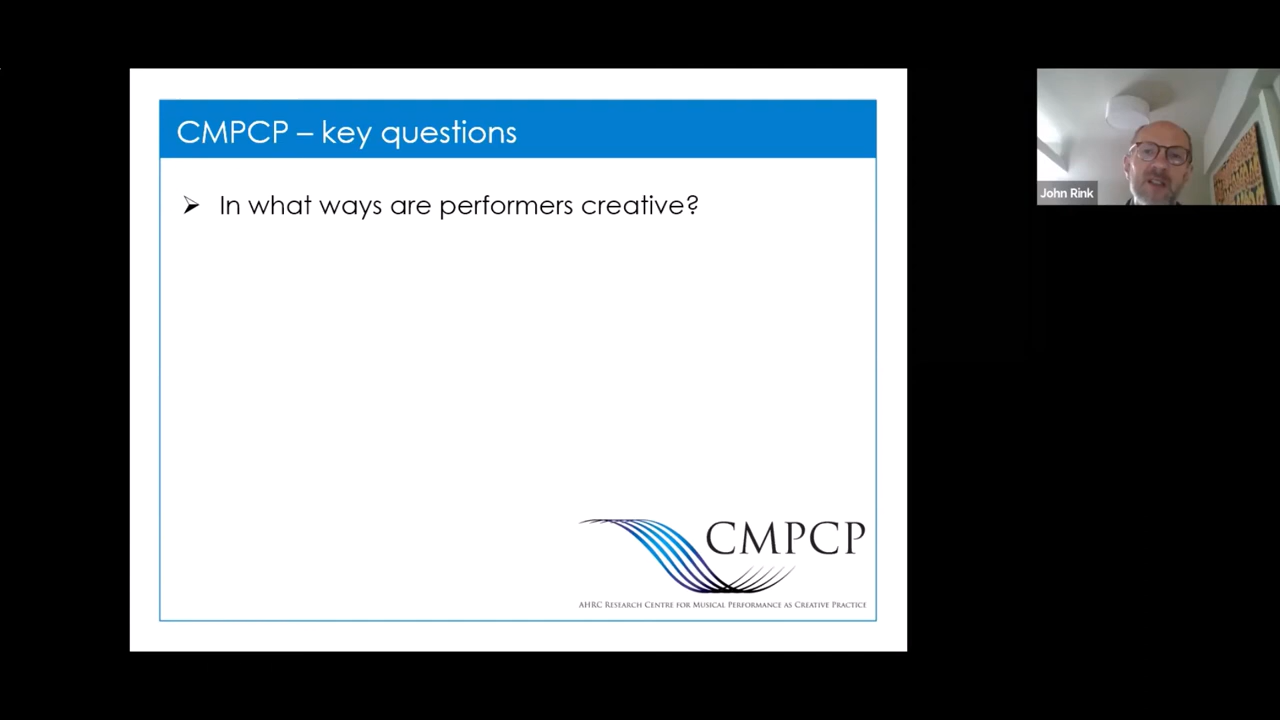 CMPCP – key questions
➢ In what ways are performers creative?
John Rink
CMPCP
AHRC Research Centre for Musical Performance as Creative Practice